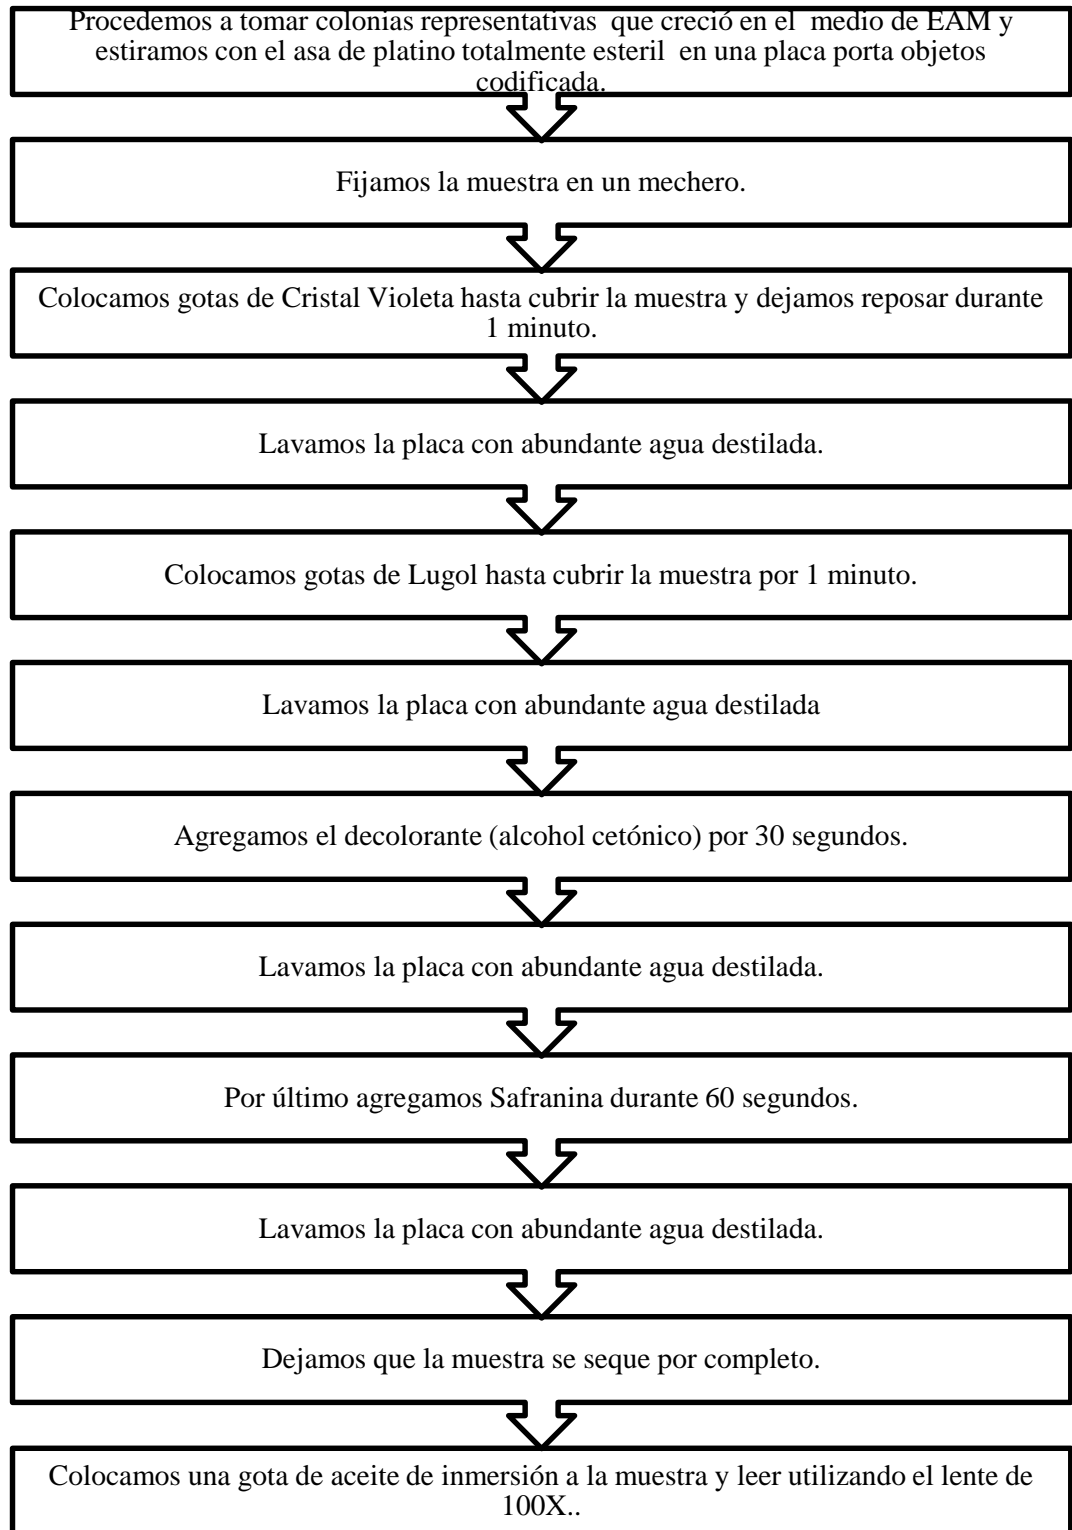 Procedemos a tomar colonias representativas  que creció en el  medio de EAM y
estiramos con el asa de platino totalmente esteril  en una placa porta objetos
codificada.
Fijamos la muestra en un mechero.
Colocamos gotas de Cristal Violeta hasta cubrir la muestra y dejamos reposar durante
1 minuto.
Lavamos la placa con abundante agua destilada.
Colocamos gotas de Lugol hasta cubrir la muestra por 1 minuto.
Lavamos la placa con abundante agua destilada
Agregamos el decolorante (alcohol cetónico) por 30 segundos.
Lavamos la placa con abundante agua destilada.
Por último agregamos Safranina durante 60 segundos.
Lavamos la placa con abundante agua destilada.
Dejamos que la muestra se seque por completo.
Colocamos una gota de aceite de inmersión a la muestra y leer utilizando el lente de
100X..